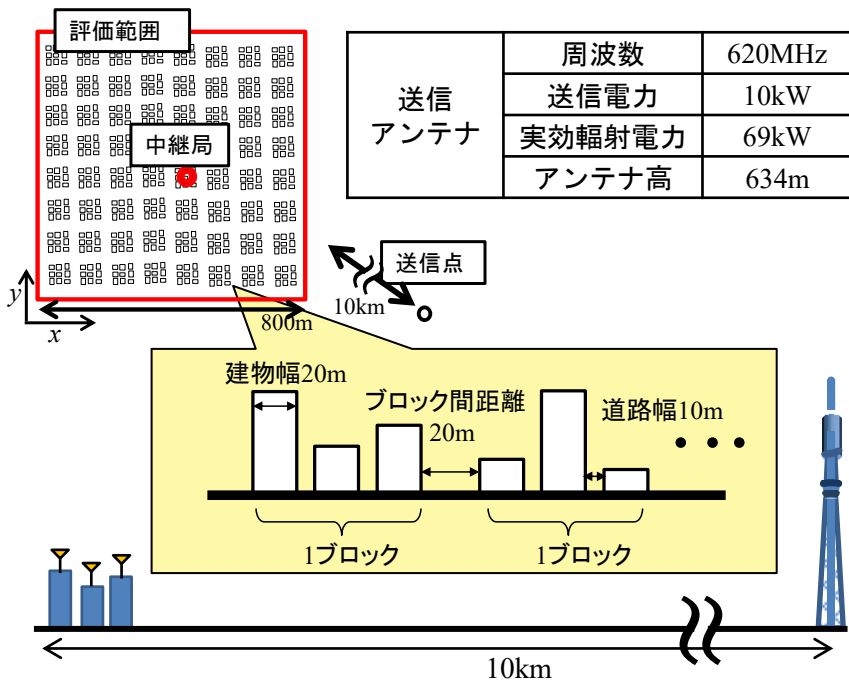 評価範囲
中継局
送信
アンテナ
周波数
620MHz
送信電力
10kW
実効輻射電力
69kW
アンテナ高
634m
送信点
10km
800m
y
x
建物幅20m
ブロック間距離
20m
道路幅10m
•••
1ブロック
1ブロック
10km